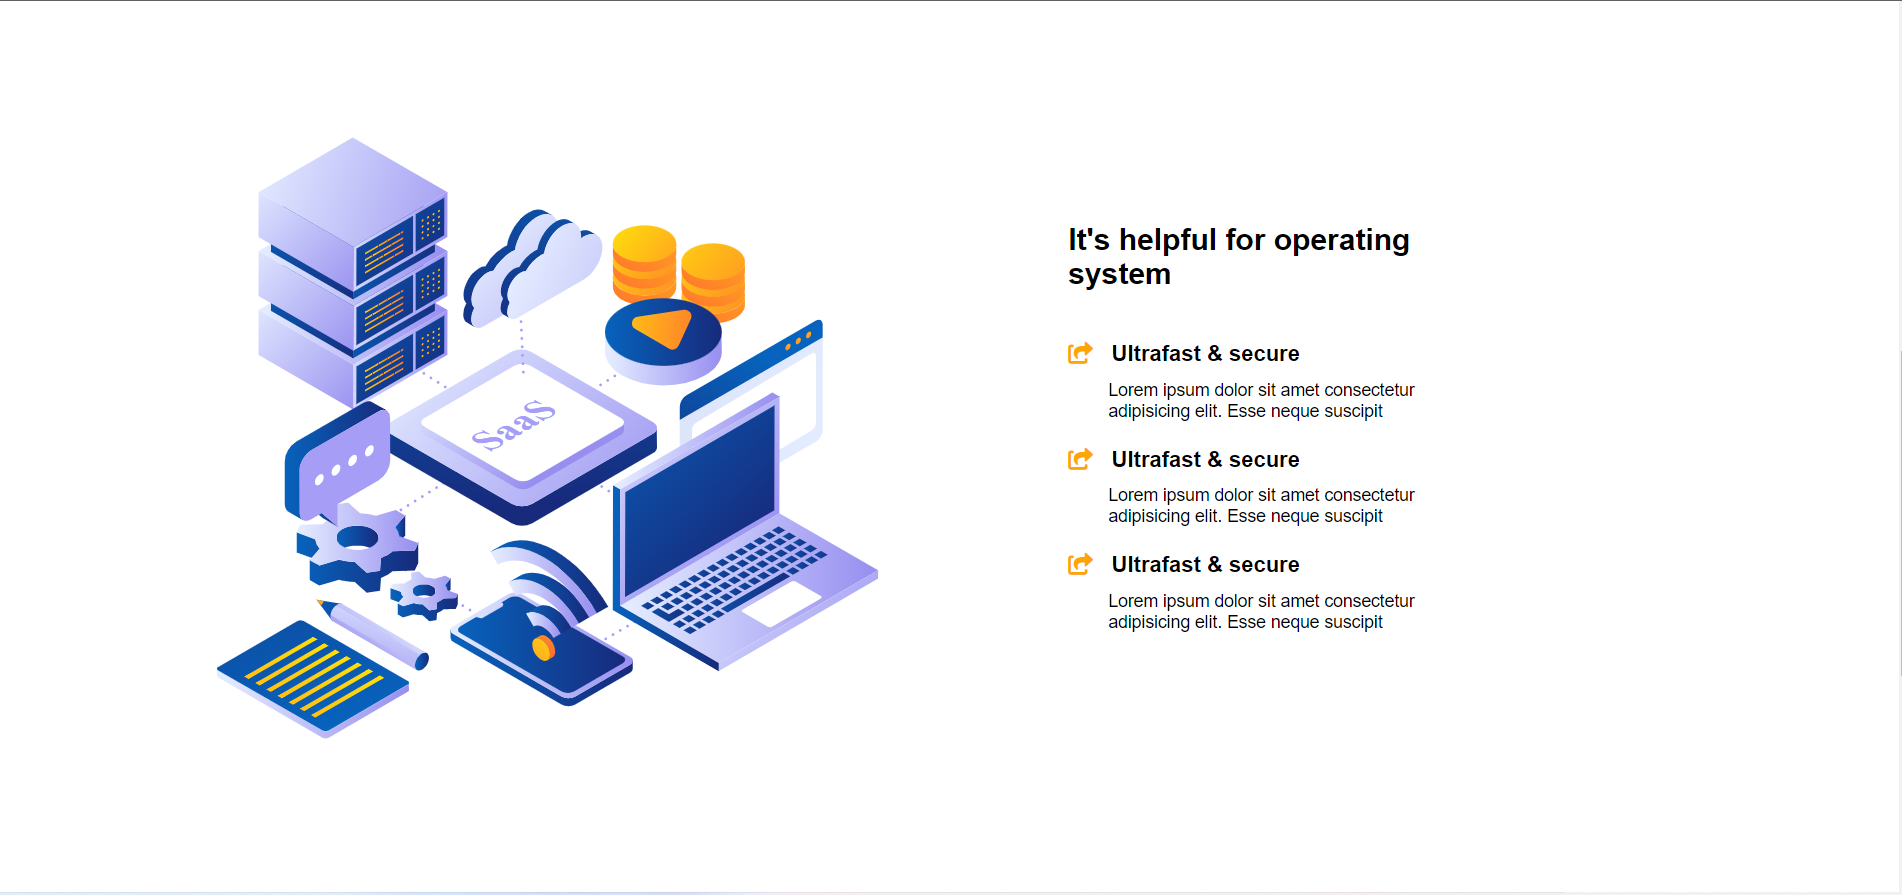 SaaS
It's helpful for operating
system
Ultrafast & secure
Lorem ipsum dolor sit amet consectetur
adipisicing elit. Esse neque suscipit
Ultrafast & secure
Lorem ipsum dolor sit amet consectetur
adipisicing elit. Esse neque suscipit
Ultrafast & secure
Lorem ipsum dolor sit amet consectetur
adipisicing elit. Esse neque suscipit